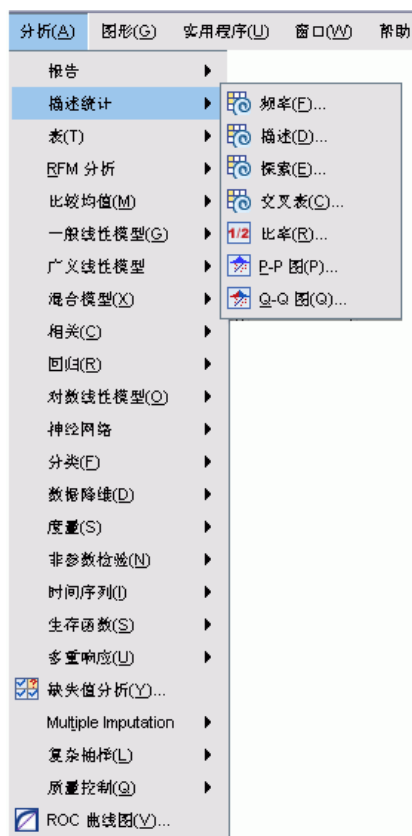 分析(A) 图形(G) 实用程序(U) 窗口(W) 帮助
报告
描述统计
表(T)
RFM 分析
比较均值(M)
一般线性模型(G)
广义线性模型
混合模型(X)
相关(C)
回归(R)
对数线性模型(O)
神经网络
分类(F)
数据降维(D)
度量(S)
非参数检验(N)
时间序列(I)
生存函数(S)
多重响应(U)
缺失值分析(Y)...
Multiple Imputation
复杂抽样(L)
质量控制(Q)
ROC 曲线图(V)...
频率(F)...
描述(D)...
探索(E)...
交叉表(C)...
1/2 比率(R)...
P-P 图(P)...
Q-Q 图(Q)...